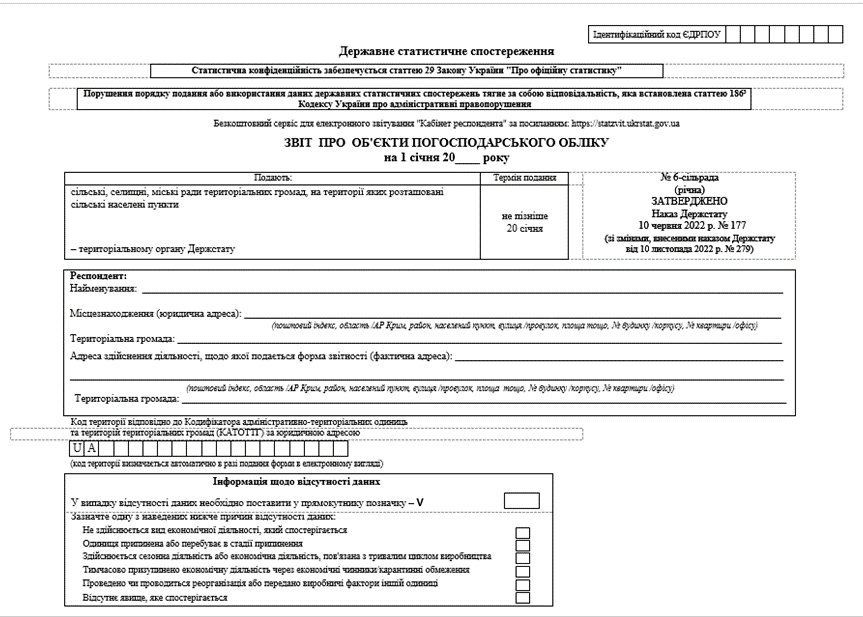 Ідентифікаційний код ЄДРПОУ
Державне статистичне спостереження
Статистична конфіденційність забезпечується статтею 29 Закону України "Про офіційну статистику"
Порушення порядку подання або використання даних державних статистичних спостережень тягне за собою відповідальність, яка встановлена статтею 186³
Кодексу України про адміністративні правопорушення
Безкоштовний сервіс для електронного звітування "Кабінет респондента" за посиланням: https://statzvit.ukrstat.gov.ua
ЗВІТ ПРО ОБ'ЄКТИ ПОГОСПОДАРСЬКОГО ОБЛІКУ
на 1 січня 20____ року
Подають:
Термін подання
сільські, селищні, міські ради територіальних громад, на території яких розташовані
сільські населені пункти
– територіальному органу Держстату
не пізніше
20 січня
№ 6-сільрада
(річна)
ЗАТВЕРДЖЕНО
Наказ Держстату
10 червня 2022 р. № 177
(зі змінами, внесеними наказом Держстату
від 10 листопада 2022 р. № 279)
Респондент:
Найменування:
Місцезнаходження (юридична адреса):
(поштовий індекс, область /АР Крим, район, населений пункт, вулиця /провулок, площа тощо, № будинку /корпусу, № квартири /офісу)
Територіальна громада:
Адреса здійснення діяльності, щодо якої подається форма звітності (фактична адреса):
(поштовий індекс, область /АР Крим, район, населений пункт, вулиця /провулок, площа тощо, № будинку /корпусу, № квартири /офісу)
Територіальна громада:
Код території відповідно до Кодифікатора адміністративно-територіальних одиниць
та територій територіальних громад (КАТОТТГ) за юридичною адресою
U A
(код території визначається автоматично в разі подання форми в електронному вигляді)
Інформація щодо відсутності даних
У випадку відсутності даних необхідно поставити у прямокутнику позначку – V
Зазначте одну з наведених нижче причин відсутності даних:
Не здійснюється вид економічної діяльності, який спостерігається
Одиниця припинена або перебуває в стадії припинення
Здійснюється сезонна діяльність або економічна діяльність, пов'язана з тривалим циклом виробництва
Тимчасово призупинено економічну діяльність через економічні чинники/карантинні обмеження
Проведено чи проводиться реорганізація або передано виробничі фактори іншій одиниці
Відсутнє явище, яке спостерігається